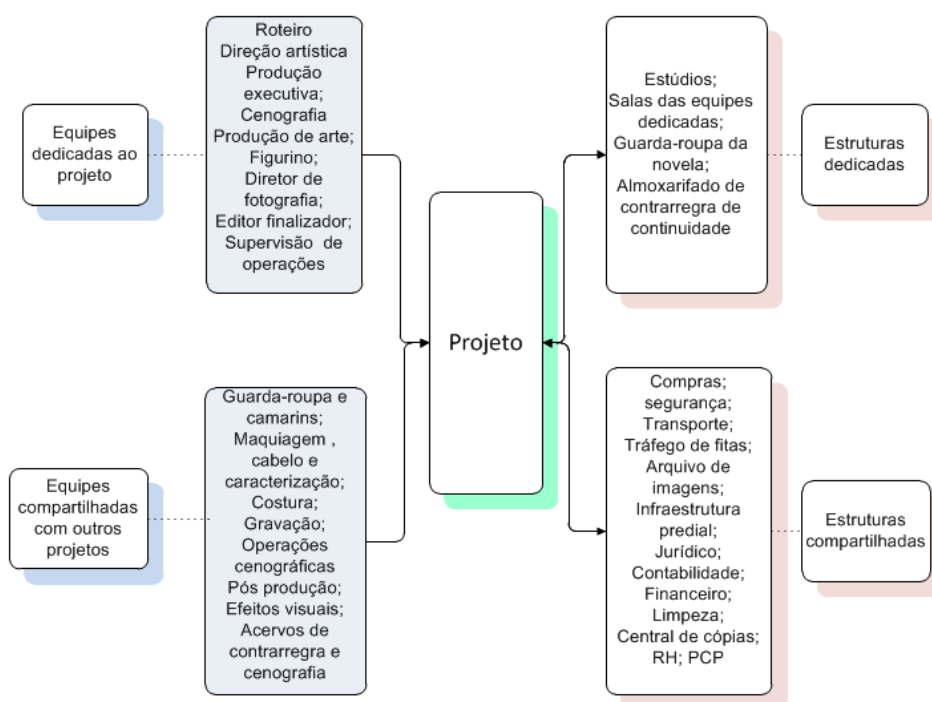 Equipes
dedicadas ao
projeto
Roteiro
Direção artística
Produção
executiva;
Cenografia
Produção de arte;
Figurino;
Diretor de
fotografia;
Editor finalizador;
Supervisão de
operações
Equipes
compartilhadas
com outros
projetos
Guarda-roupa e
camarins;
Maquiagem ,
cabelo e
caracterização;
Costura;
Gravação;
Operações
cenográficas
Pós produção;
Efeitos visuais;
Acervos de
contrarregra e
cenografia
Projeto
Estúdios;
Salas das equipes
dedicadas;
Guarda-roupa da
novela;
Almoxarifado de
contrarregra de
continuidade
Estruturas
dedicadas
Compras;
segurança;
Transporte;
Tráfego de fitas;
Arquivo de
imagens;
Infraestrutura
predial;
Jurídico;
Contabilidade;
Financeiro;
Limpeza;
Central de cópias;
RH; PCP
Estruturas
compartilhadas